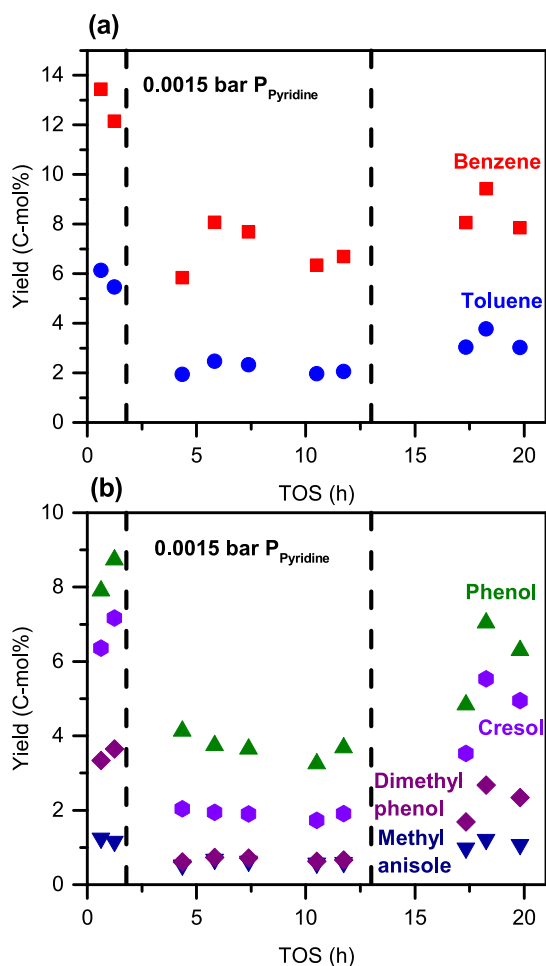 (a)
14
12
10
8
6
4
2
0
Yield (C-mol%)
0.0015 bar P Pyridine
Benzene
Toluene
0 5 10 15 20
TOS (h)
(b)
10
8
6
4
2
0
Yield (C-mol%)
0.0015 bar P Pyridine
Phenol
Cresol
Dimethyl
phenol
Methyl
anisole
0 5 10 15 20
TOS (h)